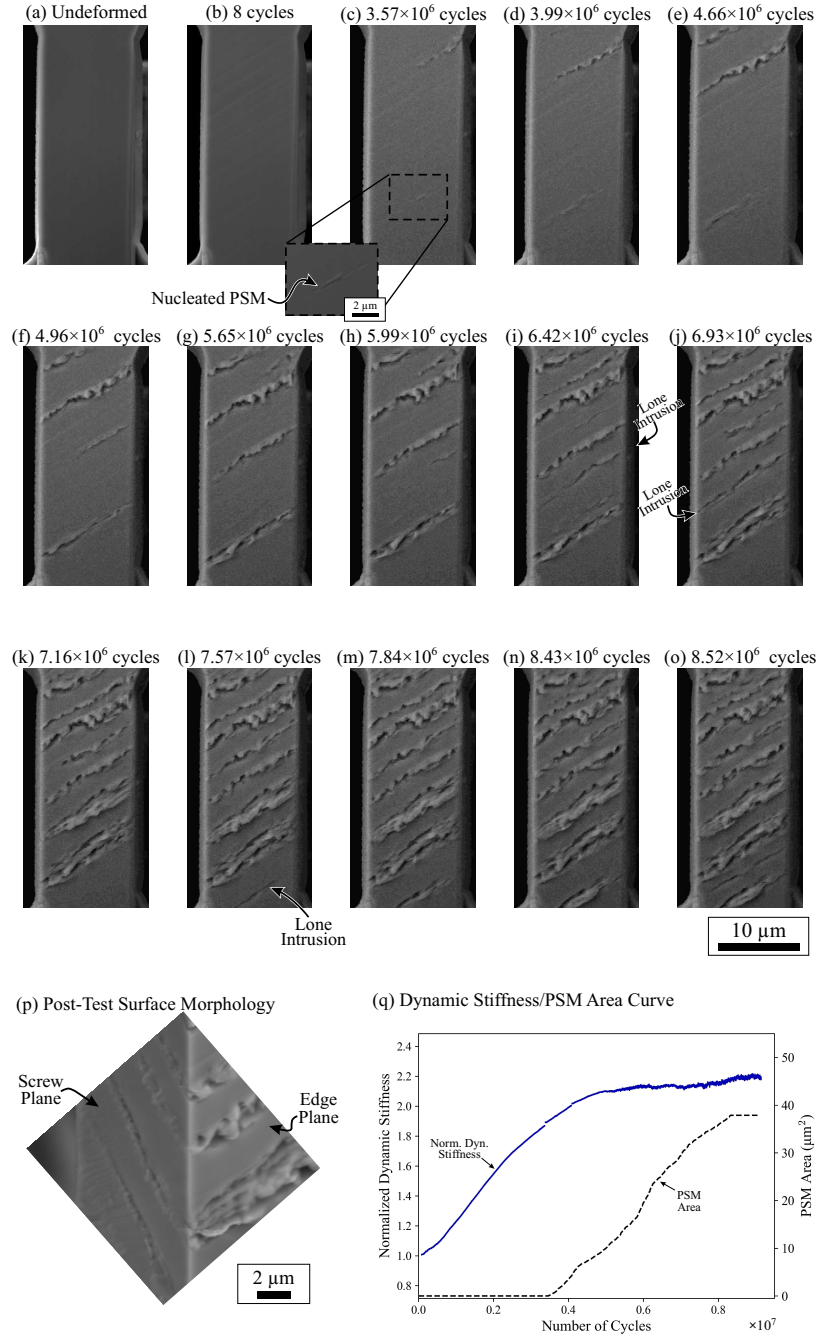 (a) Undeformed
(b) 8 cycles
(c) 3.57×10⁶ cycles
(d) 3.99×10⁶ cycles
(e) 4.66×10⁶ cycles
Nucleated PSM
2 µm
(f) 4.96×10⁶ cycles
(g) 5.65×10⁶ cycles
(h) 5.99×10⁶ cycles
(i) 6.42×10⁶ cycles
(j) 6.93×10⁶ cycles
Lone
Intrusion
Lone
Intrusion
(k) 7.16×10⁶ cycles
(l) 7.57×10⁶ cycles
(m) 7.84×10⁶ cycles
(n) 8.43×10⁶ cycles
(o) 8.52×10⁶ cycles
Lone
Intrusion
10 µm
(p) Post-Test Surface Morphology
Screw
Plane
Edge
Plane
2 µm
(q) Dynamic Stiffness/PSM Area Curve
Normalized Dynamic Stiffness
2.4
2.2
2.0
1.8
1.6
1.4
1.2
1.0
0.8
Norm. Dyn.
Stiffness
PSM
Area
50
40
30
20
10
0
PSM Area (µm²)
0.0
0.2
0.4
0.6
0.8
×10⁷
Number of Cycles